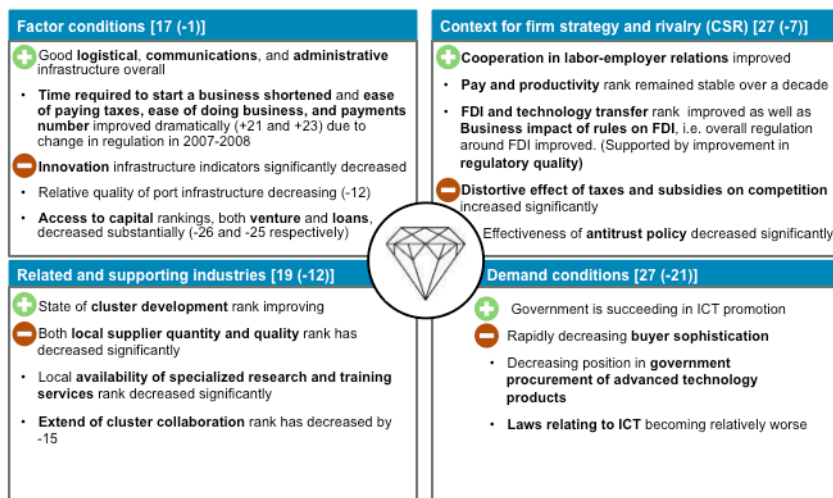 Factor conditions [17 (-1)]
Good logistical, communications, and administrative
infrastructure overall
• Time required to start a business shortened and ease
of paying taxes, ease of doing business, and payments
number improved dramatically (+21 and +23) due to
change in regulation in 2007-2008
Innovation infrastructure indicators significantly decreased
• Relative quality of port infrastructure decreasing (-12)
• Access to capital rankings, both venture and loans,
decreased substantially (-26 and -25 respectively)
Context for firm strategy and rivalry (CSR) [27 (-7)]
Cooperation in labor-employer relations improved
• Pay and productivity rank remained stable over a decade
• FDI and technology transfer rank improved as well as
Business impact of rules on FDI, i.e. overall regulation
around FDI improved. (Supported by improvement in
regulatory quality)
Distortive effect of taxes and subsidies on competition
increased significantly
Effectiveness of antitrust policy decreased significantly
Related and supporting industries [19 (-12)]
State of cluster development rank improving
Both local supplier quantity and quality rank has
decreased significantly
• Local availability of specialized research and training
services rank decreased significantly
• Extend of cluster collaboration rank has decreased by
-15
Demand conditions [27 (-21)]
Government is succeeding in ICT promotion
Rapidly decreasing buyer sophistication
• Decreasing position in government
procurement of advanced technology
products
• Laws relating to ICT becoming relatively worse